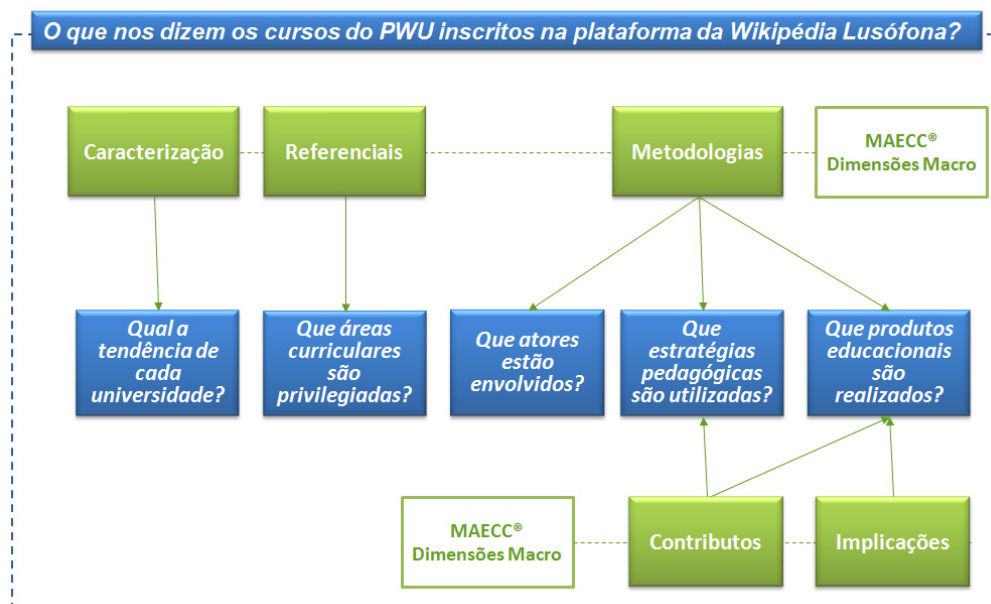 O que nos dizem os cursos do PWU inscritos na plataforma da Wikipédia Lusófona?
Caracterização
Referenciais
Metodologias
MAECC®
Dimensões Macro
Qual a
tendência de
cada
universidade?
Que áreas
curriculares
são
privilegiadas?
Que atores
estão
envolvidos?
Que
estratégias
pedagógicas
são utilizadas?
Que produtos
educacionais
são
realizados?
MAECC®
Dimensões Macro
Contributos
Implicações